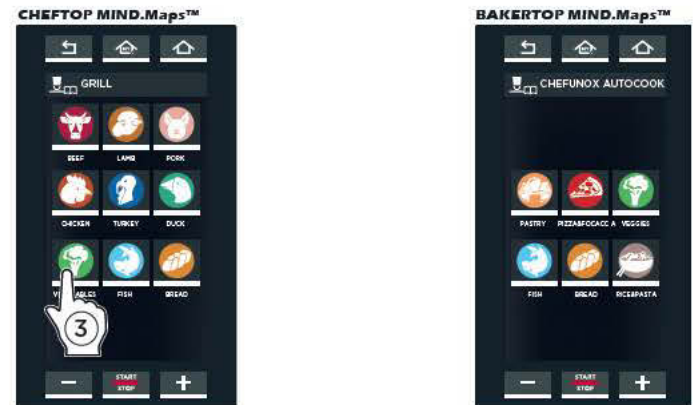 CHEFTOP MIND.Maps™
GRILL
BEEF LAMB PORK
CHICKEN TURKEY DUCK
FISH BREAD
3
START
STOP
BAKERTOP MIND.Maps™
CHEFUNOX AUTOCOOK
PASTRY PIZZA&FOCACCIA VEGGIES
FISH BREAD RICE&PASTA
START
STOP